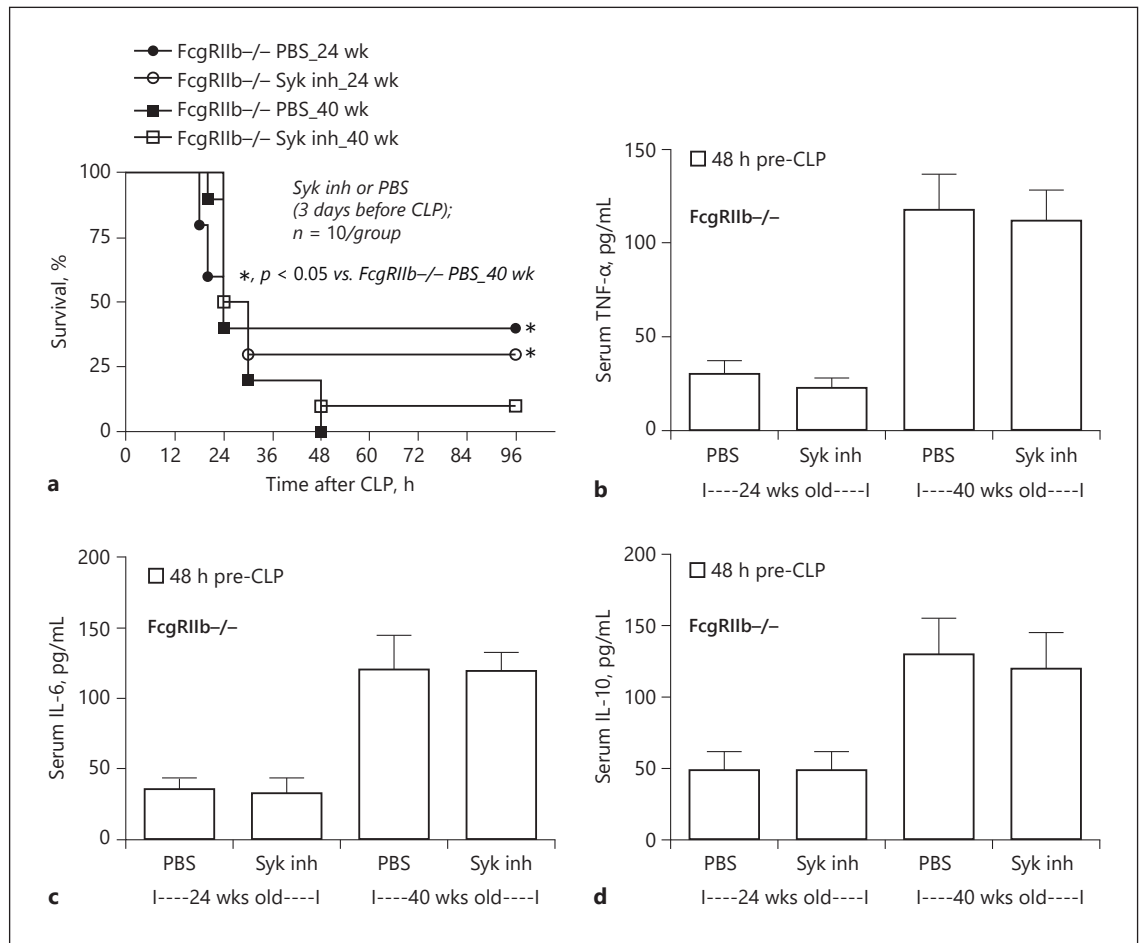 FcgRIIb–/– PBS_24 wk
FcgRIIb–/– Syk inh_24 wk
FcgRIIb–/– PBS_40 wk
FcgRIIb–/– Syk inh_40 wk
100
75
50
25
0
Survival, %
Syk inh or PBS
(3 days before CLP);
n = 10/group
*, p < 0.05 vs. FcgRIIb–/– PBS_40 wk
*
*
0 12 24 36 48 60 72 84 96
Time after CLP, h
a
150
100
50
0
Serum TNF-α, pg/mL
48 h pre-CLP
FcgRIIb–/–
PBS Syk inh PBS Syk inh
I----24 wks old----I I----40 wks old----I
b
200
150
100
50
0
Serum IL-6, pg/mL
48 h pre-CLP
FcgRIIb–/–
PBS Syk inh PBS Syk inh
I----24 wks old----I I----40 wks old----I
c
200
150
100
50
0
Serum IL-10, pg/mL
48 h pre-CLP
FcgRIIb–/–
PBS Syk inh PBS Syk inh
I----24 wks old----I I----40 wks old----I
d